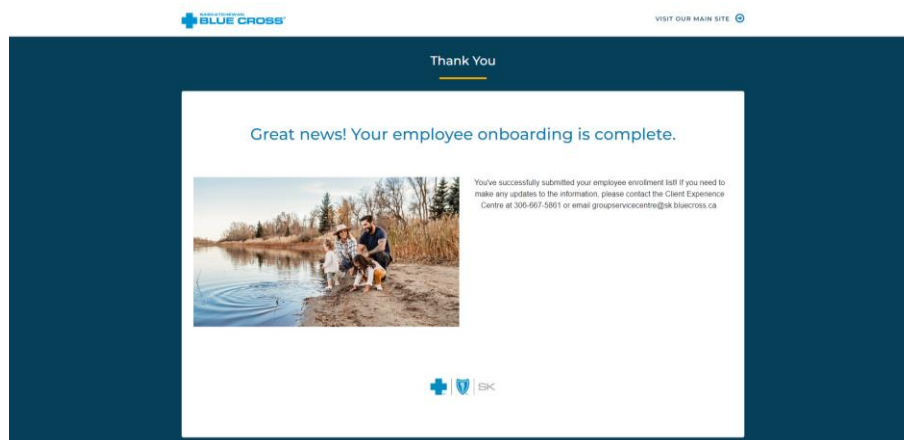 SASKATCHEWAN
BLUE CROSS
VISIT OUR MAIN SITE
Thank You
Great news! Your employee onboarding is complete.
You've successfully submitted your employee enrollment list! If you need to
make any updates to the information, please contact the Client Experience
Centre at 306-667-5861 or email groupservicecentre@sk.bluecross.ca
SK